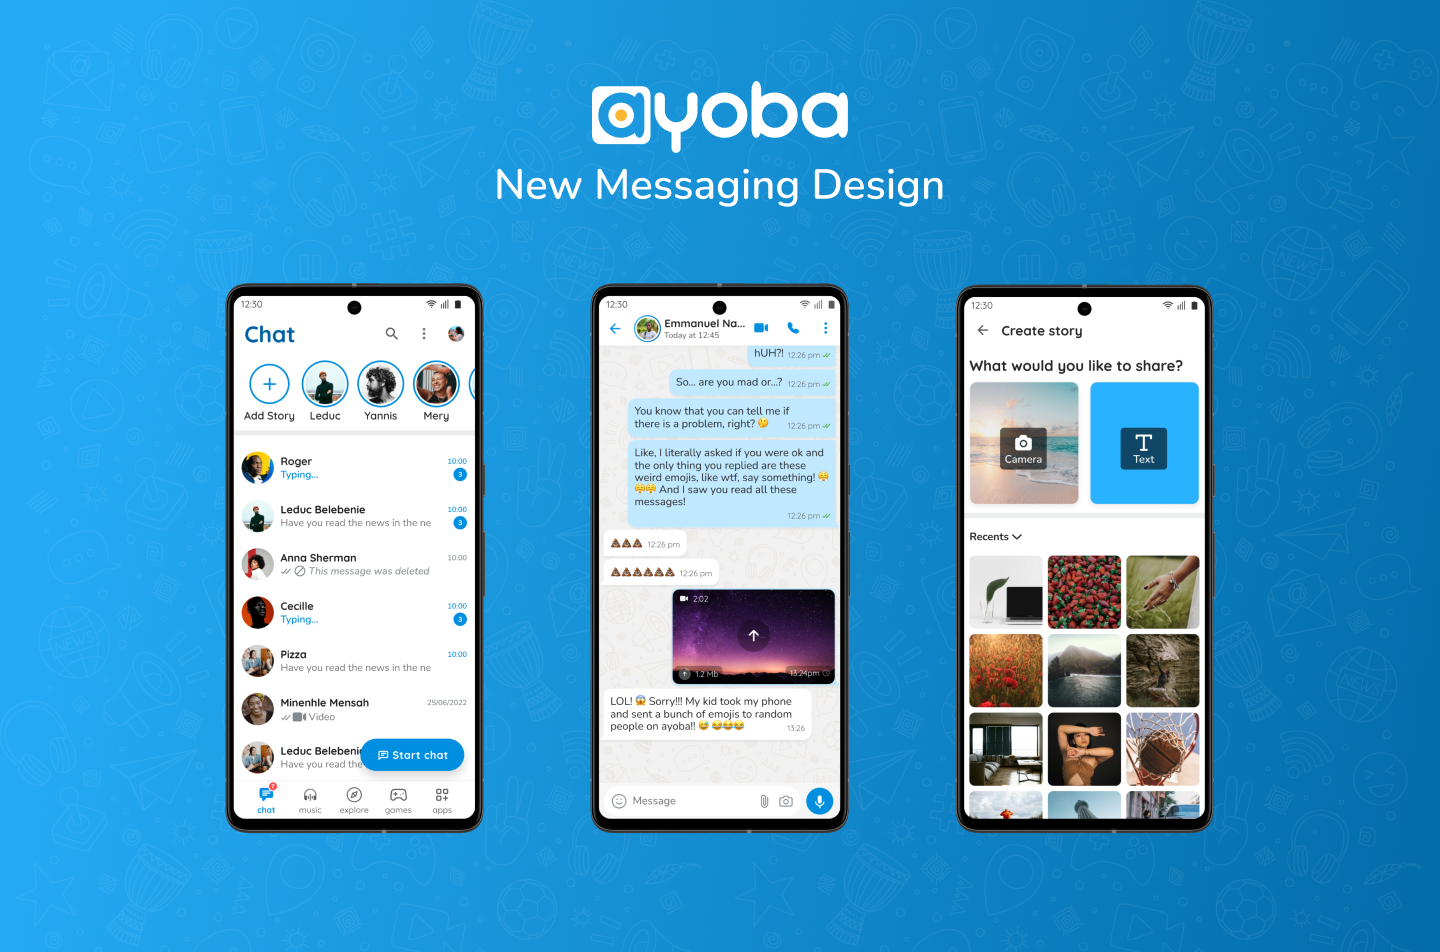 ayoba
New Messaging Design
12:30
Chat
Add Story
Leduc
Yannis
Mery
Roger
10:00
Typing...
3
Leduc Belebenie
10:00
Have you read the news in the ne
3
Anna Sherman
10:00
This message was deleted
Cecille
10:00
Typing...
3
Pizza
10:00
Have you read the news in the ne
Minenhle Mensah
25/06/2022
Video
Leduc Belebenie
Have you read the
Start chat
7
chat
music
explore
games
apps
12:30
Emmanuel Na...
Today at 12:45
hUH?! 12:26 pm
So... are you mad or...? 12:26 pm
You know that you can tell me if
there is a problem, right? 🤔 12:26 pm
Like, I literally asked if you were ok and
the only thing you replied are these
weird emojis, like wtf, say something! 😤
😤😤 And I saw you read all these
messages!
12:26 pm
💩💩💩 12:26 pm
💩💩💩💩💩💩 12:26 pm
2:02
1.2 Mb
13:24pm
LOL! 😱 Sorry!!! My kid took my phone
and sent a bunch of emojis to random
people on ayoba!! 😅 😂😂😂
13:26
Message
12:30
Create story
What would you like to share?
Camera
Text
Recents
NEWS
NEWS